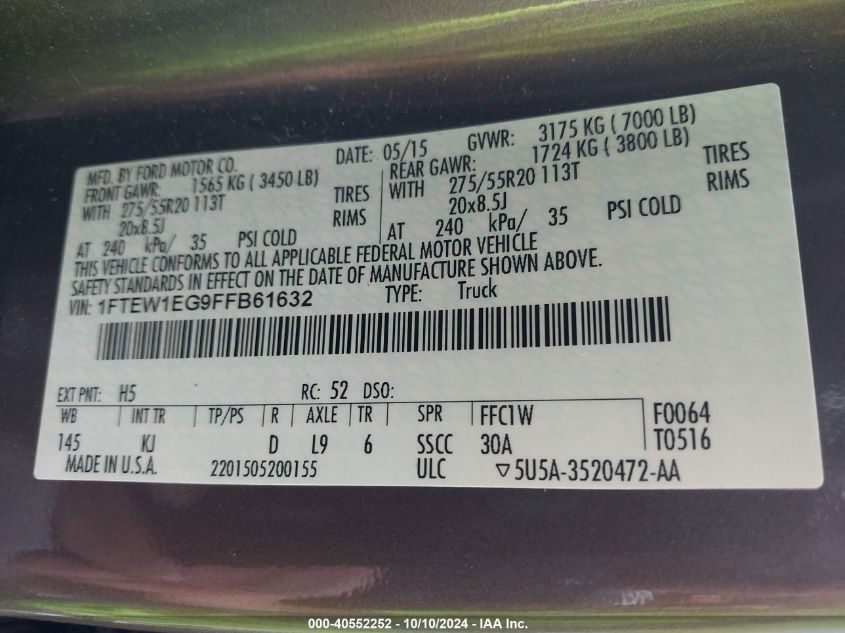 MFD. BY FORD MOTOR CO. DATE: 05/15 GVWR: 3175 KG ( 7000 LB)
FRONT GAWR: 1565 KG ( 3450 LB) REAR GAWR: 1724 KG ( 3800 LB)
WITH 275/55R20 113T TIRES WITH 275/55R20 113T TIRES
20x8.5J RIMS 20x8.5J RIMS
AT 240 kPa/ 35 PSI COLD AT 240 kPa/ 35 PSI COLD
THIS VEHICLE CONFORMS TO ALL APPLICABLE FEDERAL MOTOR VEHICLE
SAFETY STANDARDS IN EFFECT ON THE DATE OF MANUFACTURE SHOWN ABOVE.
VIN: 1FTEW1EG9FFB61632 TYPE: Truck
EXT PNT: H5 RC: 52 DSO:
WB INT TR TP/PS R AXLE TR SPR FFC1W F0064
145 KJ D L9 6 SSCC 30A T0516
MADE IN U.S.A. 2201505200155 ULC ▽5U5A-3520472-AA
000-40552252 - 10/10/2024 - IAA Inc.